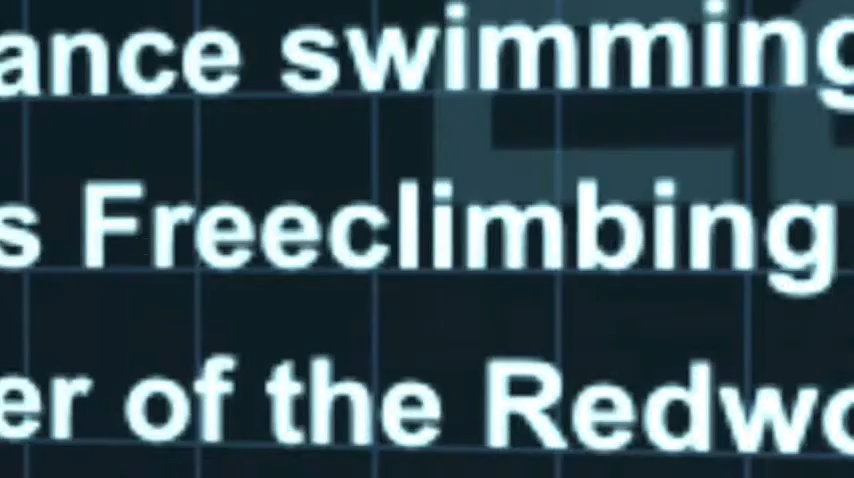 ance swimming
s Freeclimbing
er of the Redwo